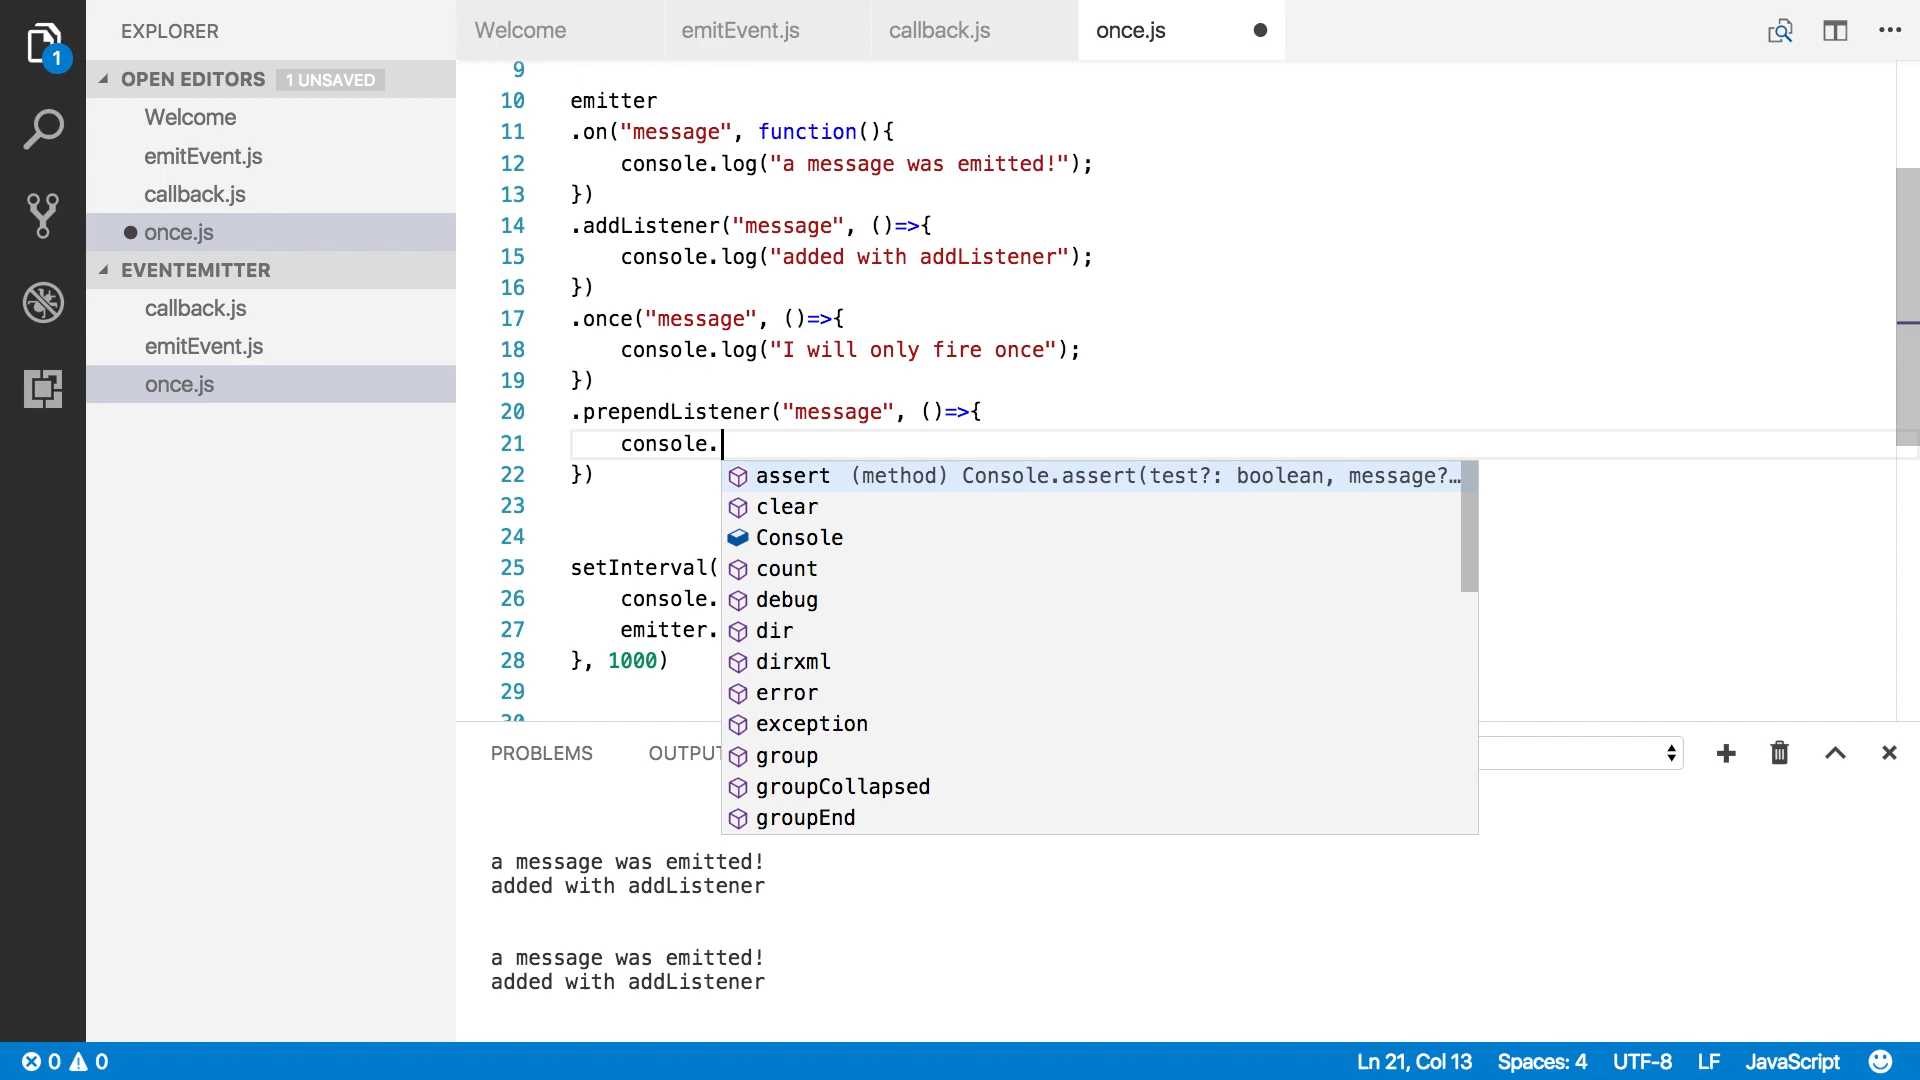 1
EXPLORER
OPEN EDITORS 1 UNSAVED
Welcome
emitEvent.js
callback.js
once.js
EVENTEMITTER
callback.js
emitEvent.js
once.js
Welcome
emitEvent.js
callback.js
once.js
9
10 emitter
11 .on("message", function(){
12 console.log("a message was emitted!");
13 })
14 .addListener("message", ()=>{
15 console.log("added with addListener");
16 })
17 .once("message", ()=>{
18 console.log("I will only fire once");
19 })
20 .prependListener("message", ()=>{
21 console.
22 })
23
24
25 setInterval(
26 console.
27 emitter.
28 }, 1000)
29
30
assert (method) Console.assert(test?: boolean, message?…
clear
Console
count
debug
dir
dirxml
error
exception
group
groupCollapsed
groupEnd
PROBLEMS OUTPUT
a message was emitted!
added with addListener
a message was emitted!
added with addListener
0 0
Ln 21, Col 13 Spaces: 4 UTF-8 LF JavaScript